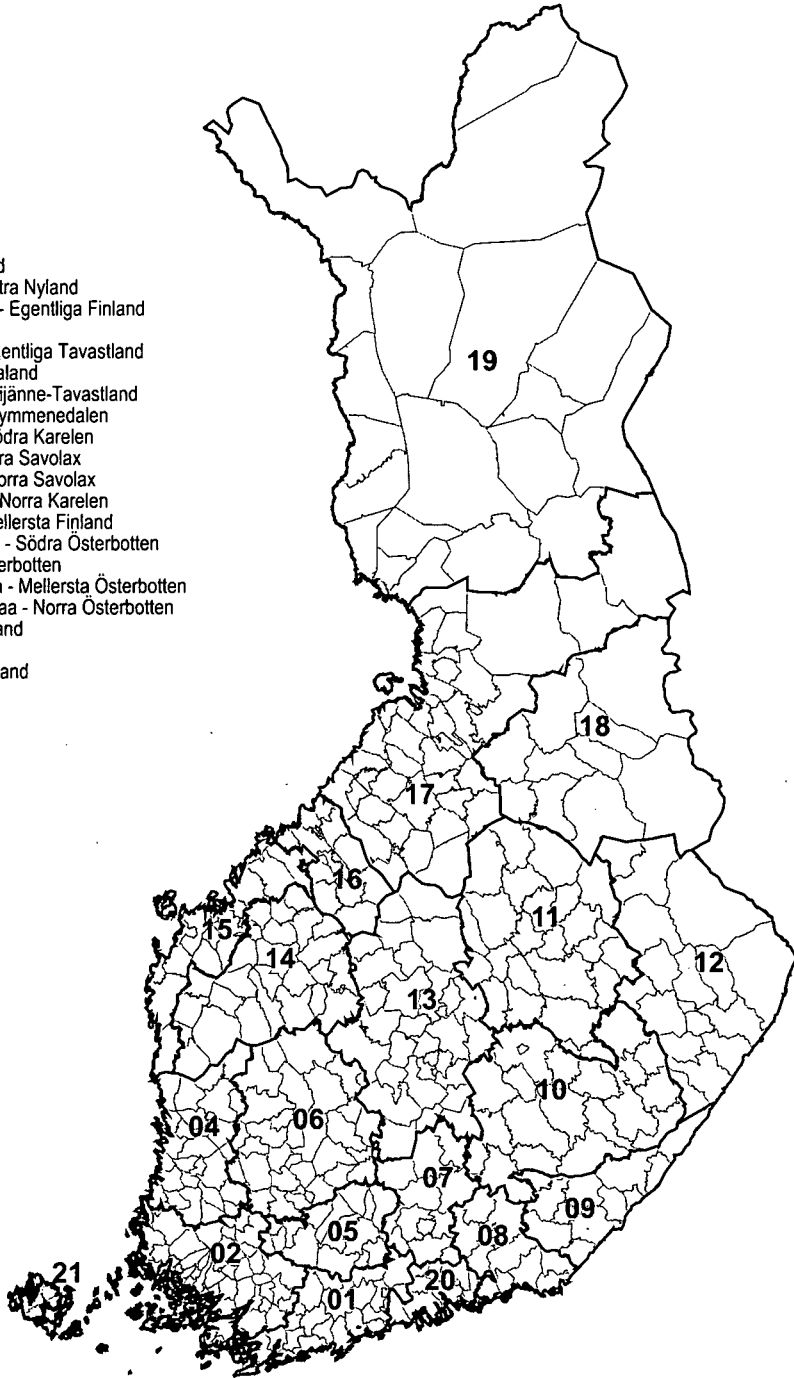 tra Nyland
- Egentliga Finland
entliga Tavastland
aland
ijänne-Tavastland
ymmenedalen
ödra Karelen
ra Savolax
orra Savolax
Norra Karelen
ellersta Finland
- Södra Österbotten
erbotten
- Mellersta Österbotten
aa - Norra Österbotten
and
and
19
18
17
16
15
14
13
12
11
10
04
06
07
09
08
05
02
20
21
01